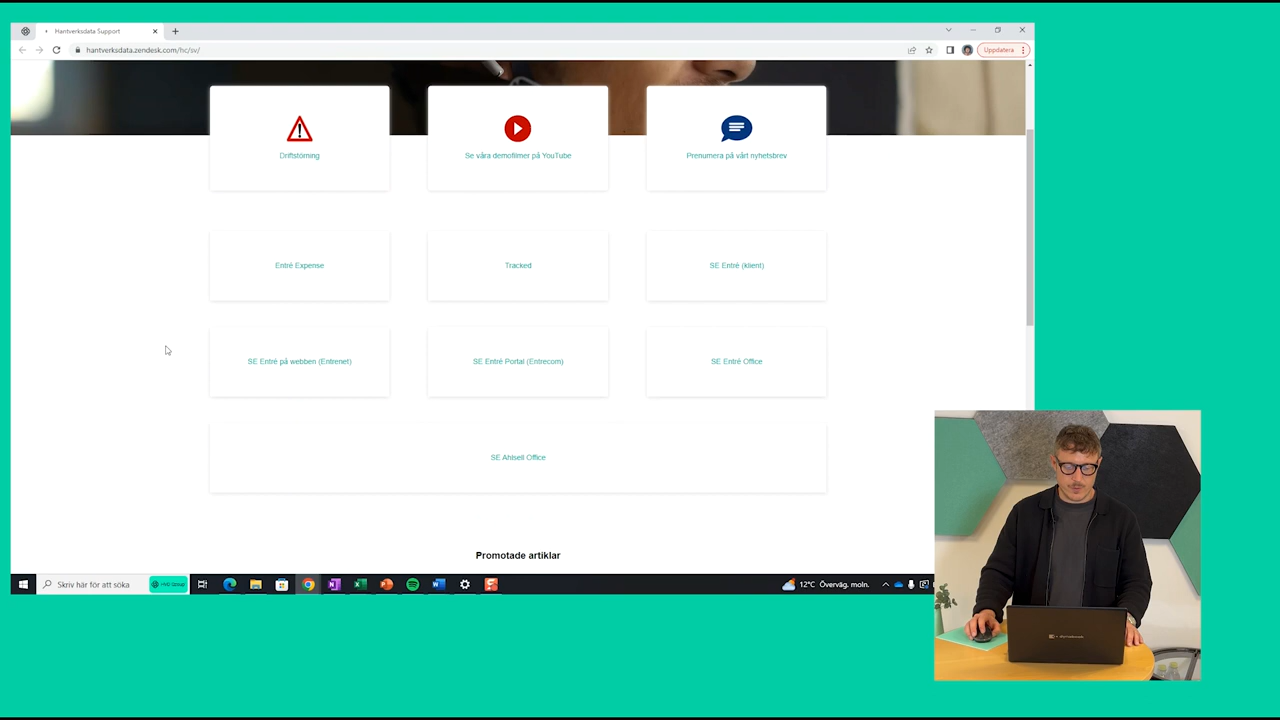 Hantverksdata Support
hantverksdata.zendesk.com/hc/sv/
Uppdatera
Driftstörning
Se våra demofilmer på YouTube
Prenumera på vårt nyhetsbrev
Entré Expense
Tracked
SE Entré (klient)
SE Entré på webben (Entrenet)
SE Entré Portal (Entrecom)
SE Entré Office
SE Ahlsell Office
Promotade artiklar
Skriv här för att söka
12°C Överväg. moln.
dynabook